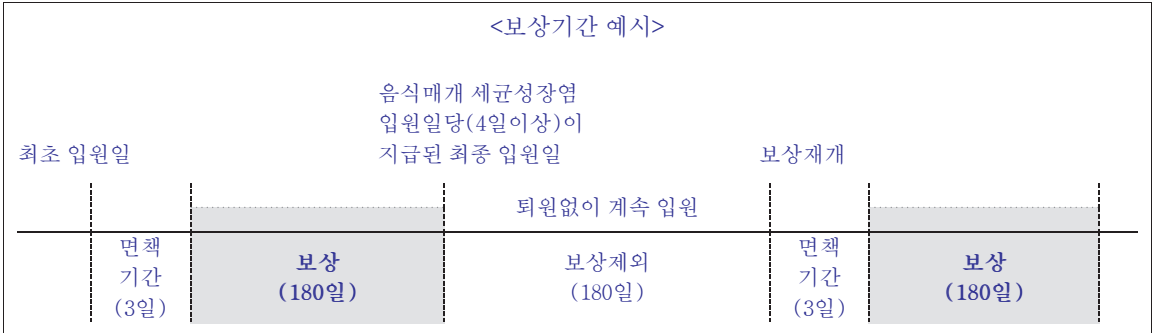 <보상기간 예시>
음식매개 세균성장염
입원일당(4일이상)이
최초 입원일
지급된 최종 입원일
보상재개
퇴원없이 계속 입원
면책
기간
(3일)
보상
(180일)
보상제외
(180일)
면책
기간
(3일)
보상
(180일)